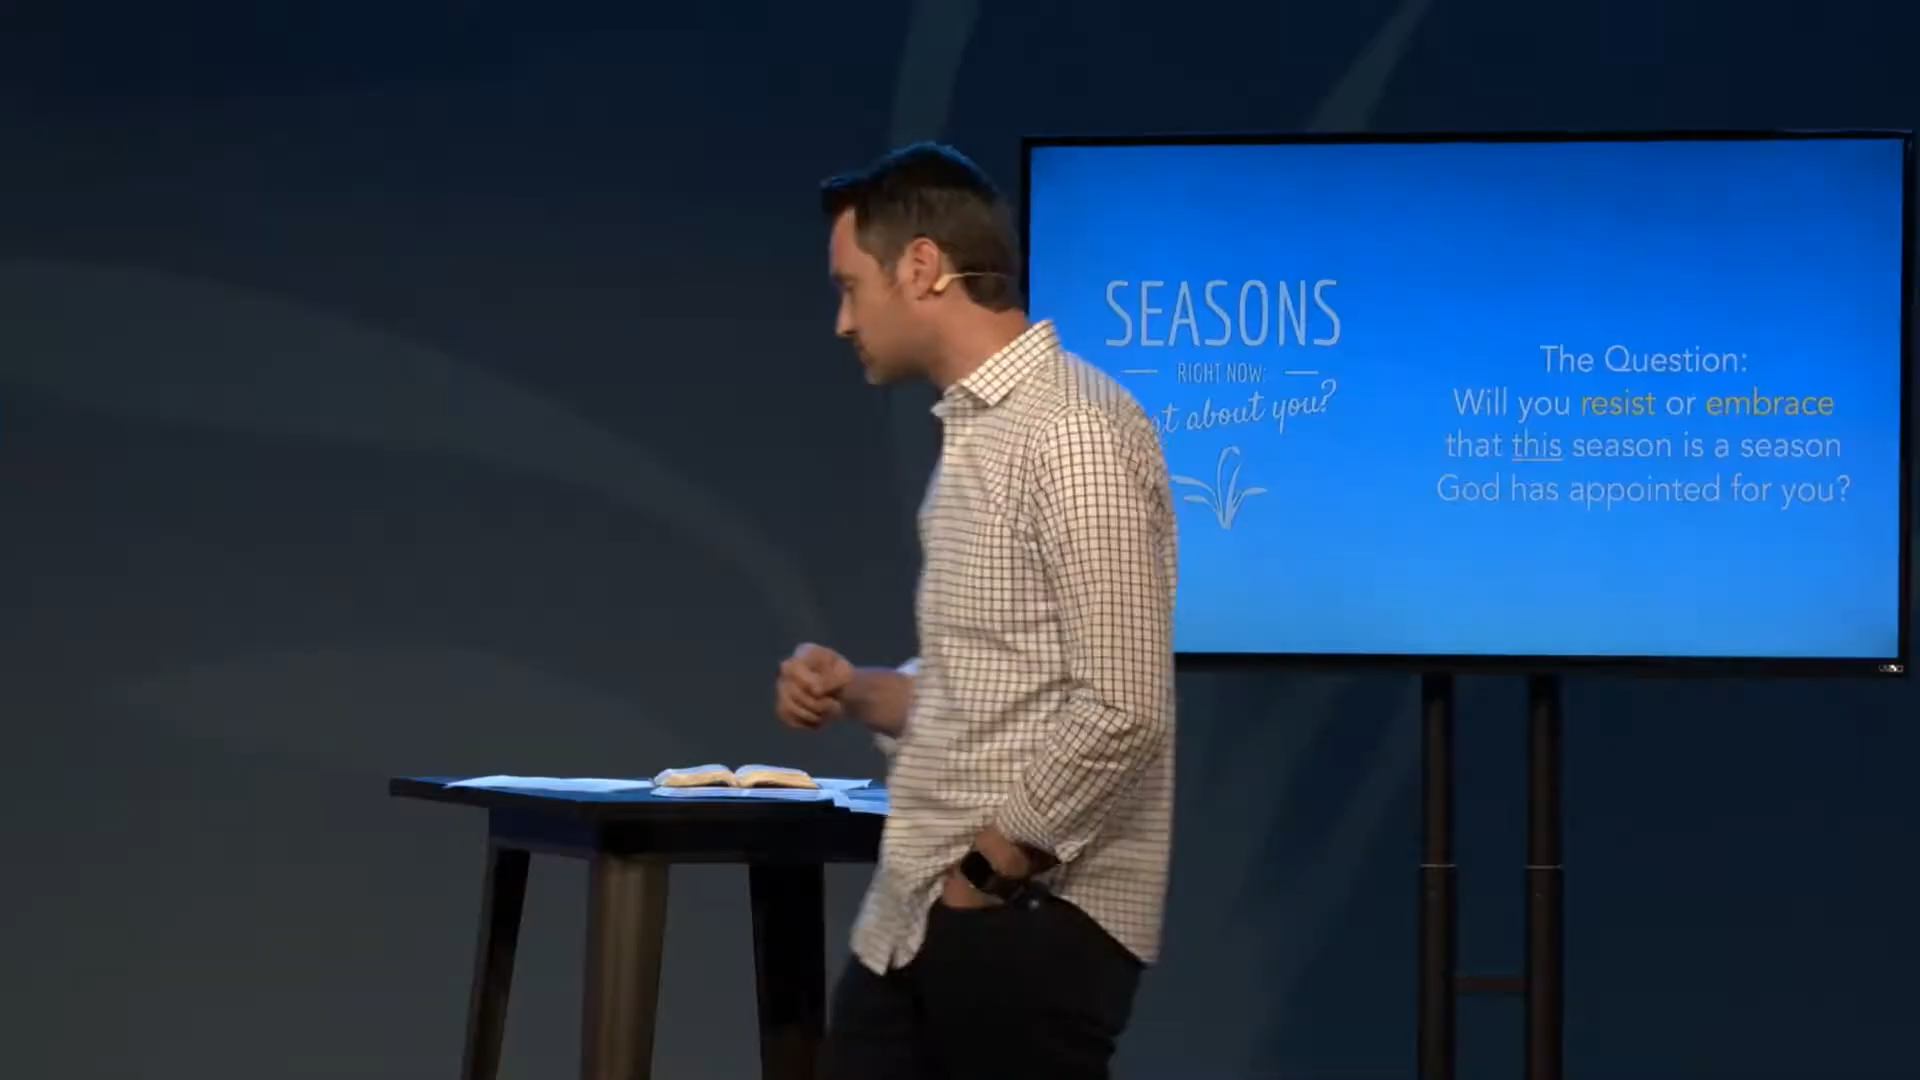 SEASONS
RIGHT NOW:
about you?
The Question:
Will you resist or embrace
that this season is a season
God has appointed for you?